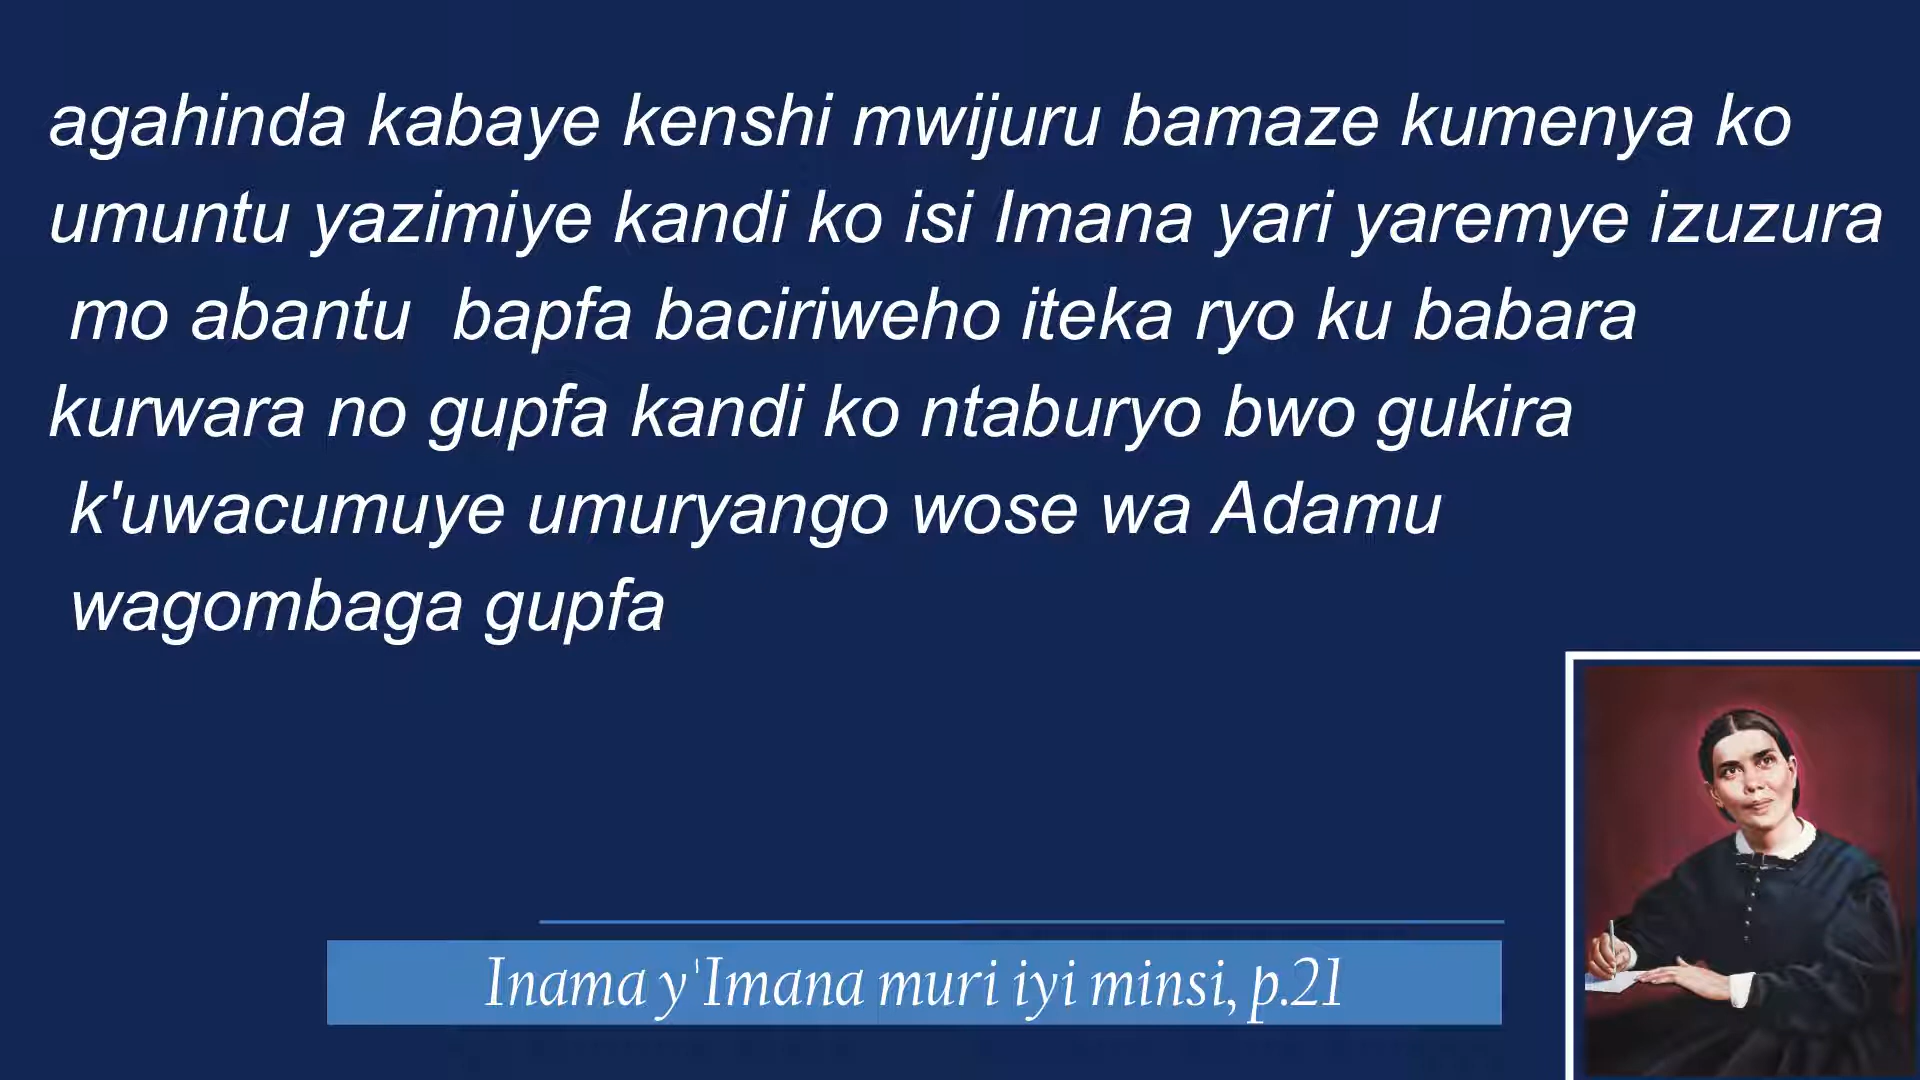 agahinda kabaye kenshi mwijuru bamaze kumenya ko
umuntu yazimiye kandi ko isi Imana yari yaremye izuzura
mo abantu bapfa baciriweho iteka ryo ku babara
kurwara no gupfa kandi ko ntaburyo bwo gukira
k'uwacumuye umuryango wose wa Adamu
wagombaga gupfa
Inama y'Imana muri iyi minsi, p.21